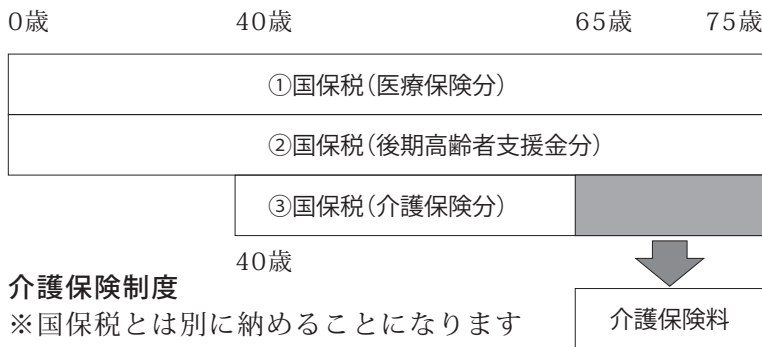 0歳 40歳 65歳 75歳
①国保税(医療保険分)
②国保税(後期高齢者支援金分)
③国保税(介護保険分)
40歳
介護保険制度
※国保税とは別に納めることになります
介護保険料